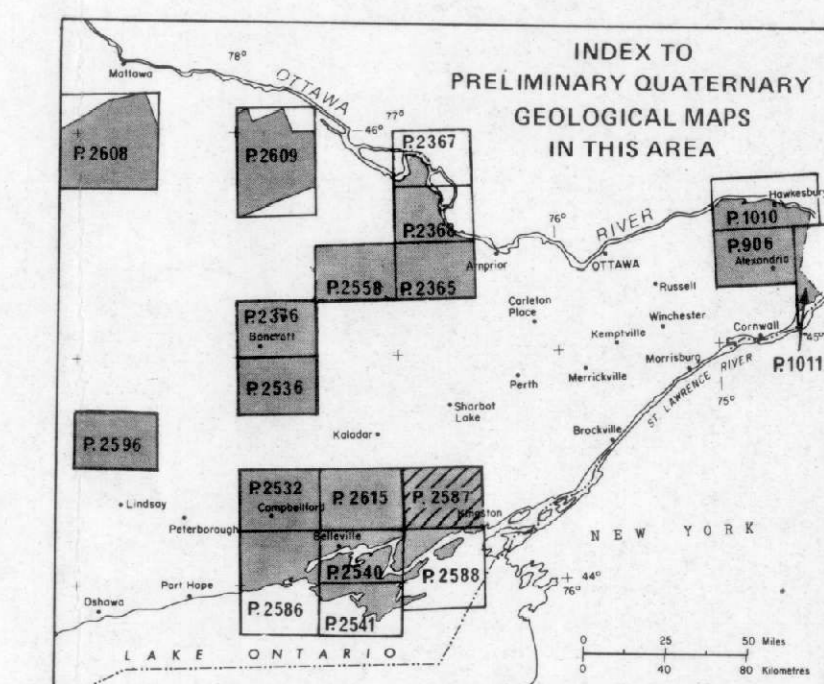 INDEX TO
PRELIMINARY QUATERNARY
GEOLOGICAL MAPS
IN THIS AREA
Mattawa
78°
OTTAWA
77°
46°
P.2367
P.2608
P.2609
P.2368
76°
RIVER
Hawkesbury
P.1010
P.906
Alexandria
Arnprior
OTTAWA
P.2558
P.2365
Russell
Carleton
Place
Winchester
P.2376
Bancroft
Kemptville
Cornwall
45°
Morrisburg
P.1011
P.2536
Perth
Merrickville
ST. LAWRENCE RIVER
75°
Sharbot
Lake
P.2596
Kaladar
Brockville
P.2532
P.2615
P.2587
Lindsay
Campbellford
Kingston
Peterborough
Belleville
NEW YORK
P.2540
P.2588
44°
76°
Port Hope
Oshawa
P.2586
P.2541
LAKE ONTARIO
0 25 50 Miles
0 40 80 Kilometres